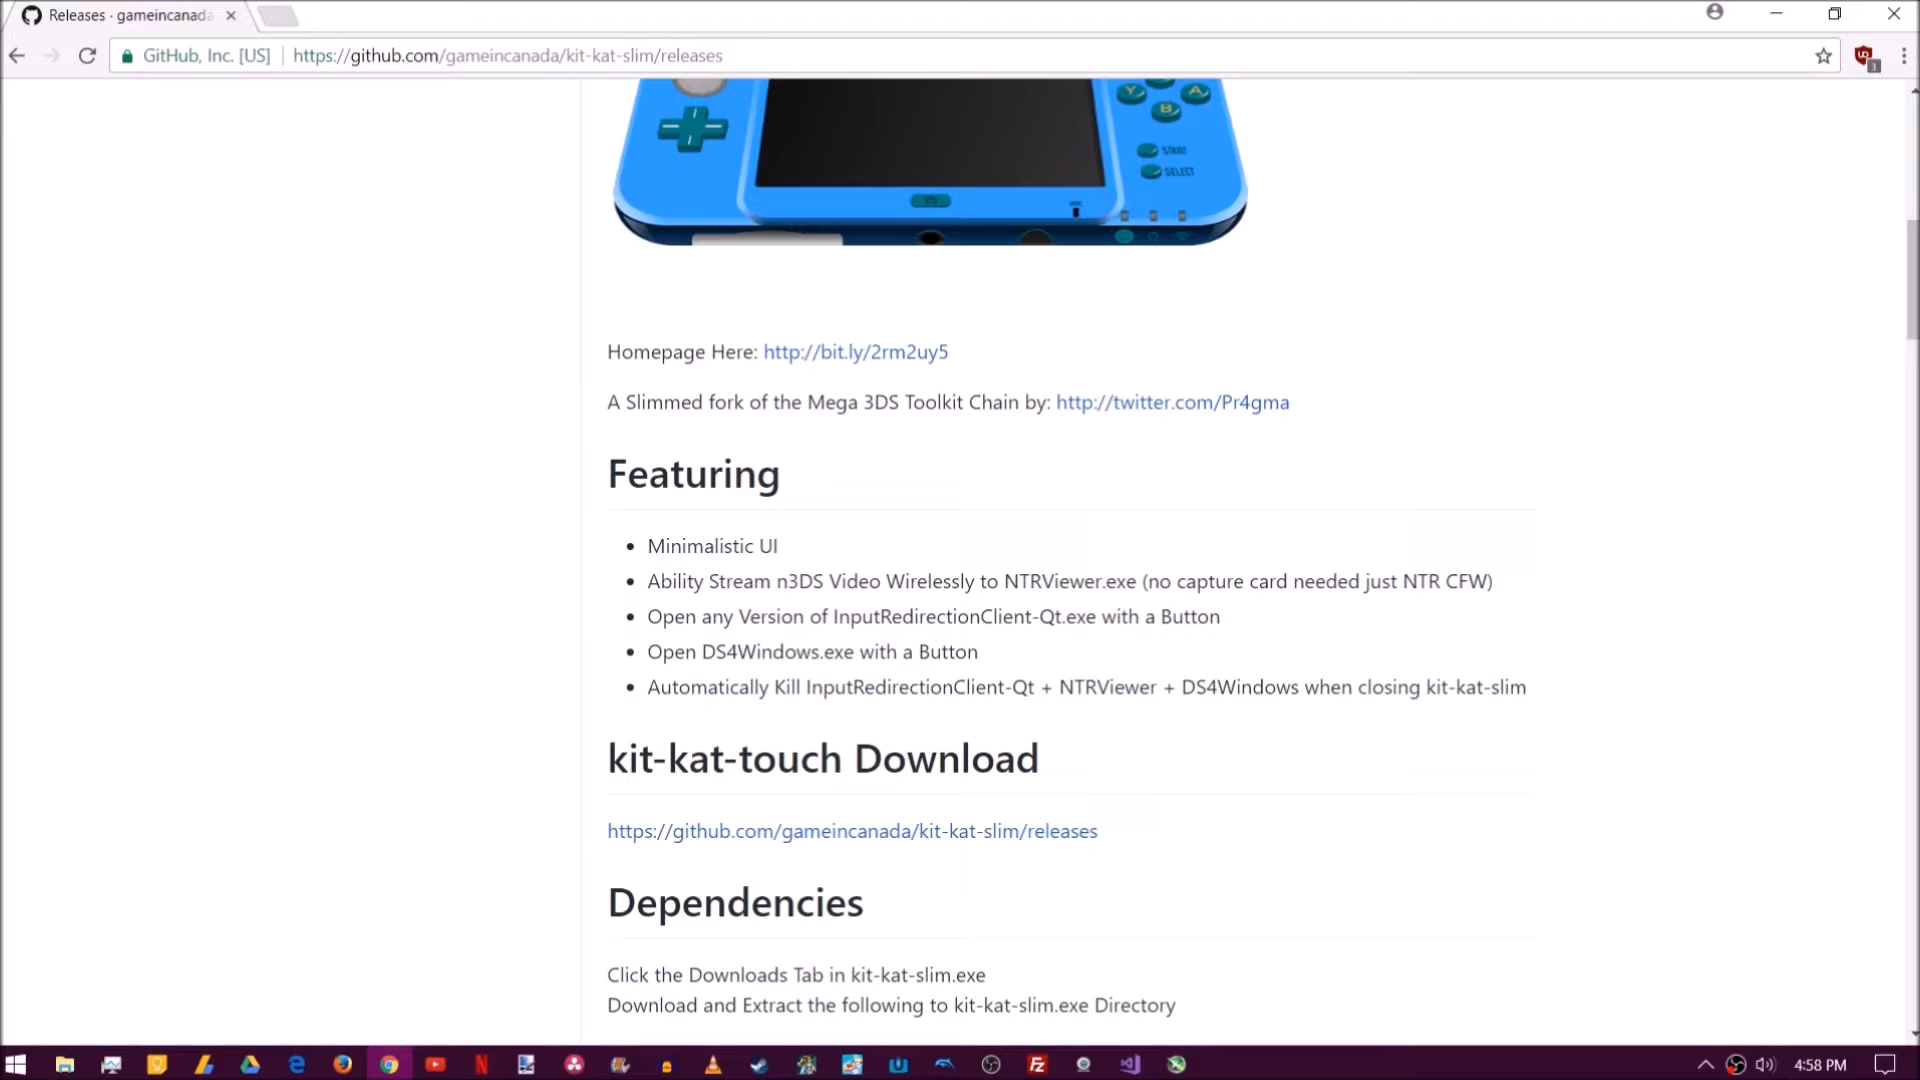 Releases · gameincanada
GitHub, Inc. [US] https://github.com/gameincanada/kit-kat-slim/releases
3
Y A
B
START
SELECT
Homepage Here: http://bit.ly/2rm2uy5
A Slimmed fork of the Mega 3DS Toolkit Chain by: http://twitter.com/Pr4gma
Featuring
Minimalistic UI
Ability Stream n3DS Video Wirelessly to NTRViewer.exe (no capture card needed just NTR CFW)
Open any Version of InputRedirectionClient-Qt.exe with a Button
Open DS4Windows.exe with a Button
Automatically Kill InputRedirectionClient-Qt + NTRViewer + DS4Windows when closing kit-kat-slim
kit-kat-touch Download
https://github.com/gameincanada/kit-kat-slim/releases
Dependencies
Click the Downloads Tab in kit-kat-slim.exe
Download and Extract the following to kit-kat-slim.exe Directory
4:58 PM